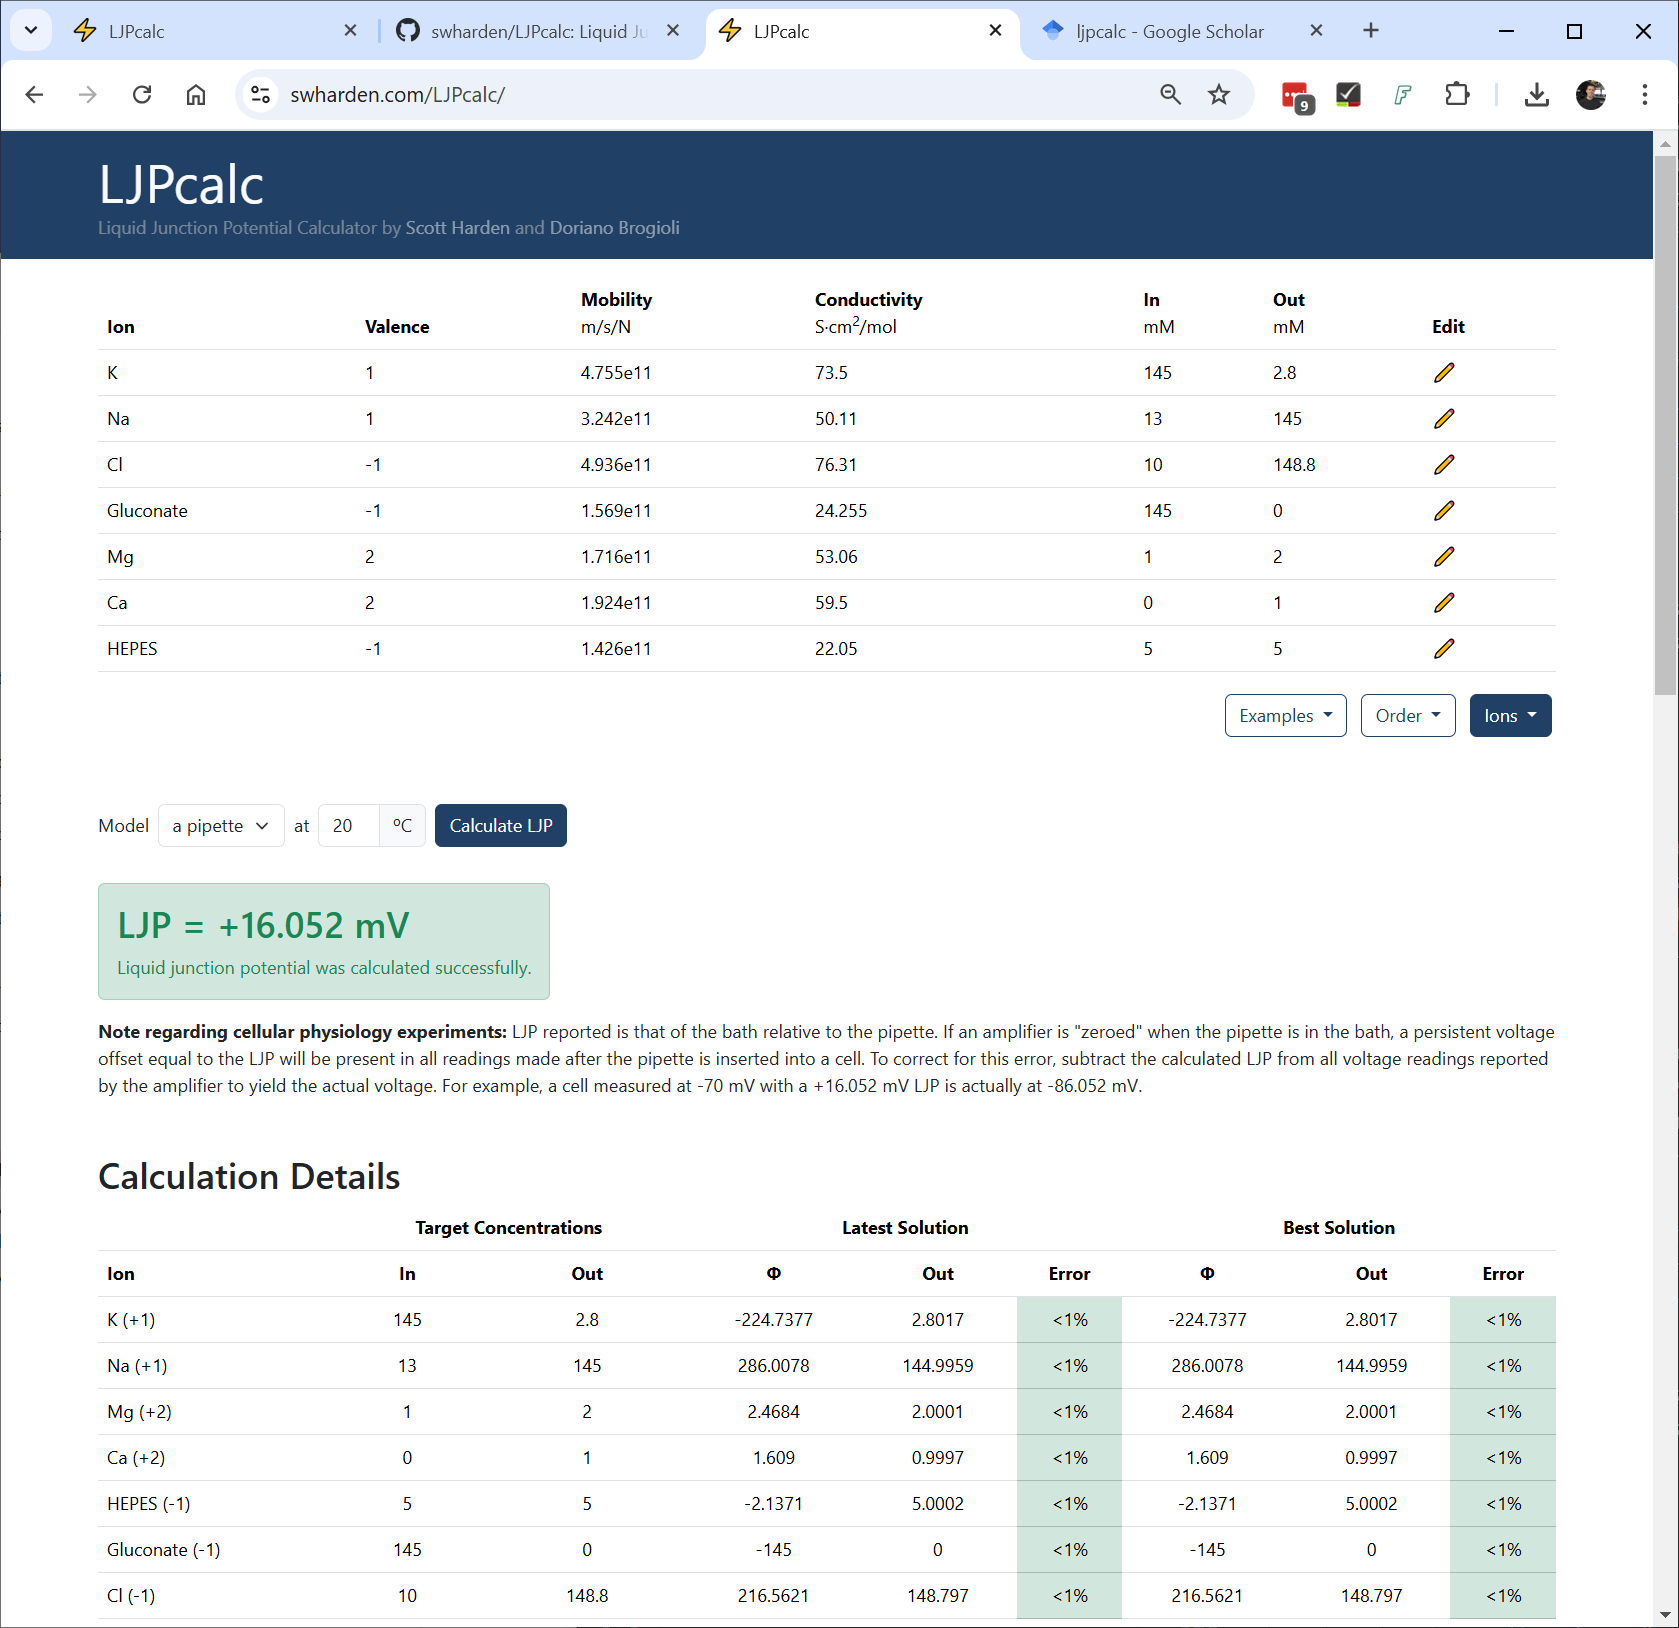 LJPcalc
swharden/LJPcalc: Liquid Ju
LJPcalc
ljpcalc - Google Scholar
swharden.com/LJPcalc/
9
LJPcalc
Liquid Junction Potential Calculator by Scott Harden and Doriano Brogioli
Mobility Conductivity In Out
Ion Valence m/s/N S·cm²/mol mM mM Edit
K 1 4.755e11 73.5 145 2.8
Na 1 3.242e11 50.11 13 145
Cl -1 4.936e11 76.31 10 148.8
Gluconate -1 1.569e11 24.255 145 0
Mg 2 1.716e11 53.06 1 2
Ca 2 1.924e11 59.5 0 1
HEPES -1 1.426e11 22.05 5 5
Examples Order Ions
Model a pipette at 20 ºC Calculate LJP
LJP = +16.052 mV
Liquid junction potential was calculated successfully.
Note regarding cellular physiology experiments: LJP reported is that of the bath relative to the pipette. If an amplifier is "zeroed" when the pipette is in the bath, a persistent voltage
offset equal to the LJP will be present in all readings made after the pipette is inserted into a cell. To correct for this error, subtract the calculated LJP from all voltage readings reported
by the amplifier to yield the actual voltage. For example, a cell measured at -70 mV with a +16.052 mV LJP is actually at -86.052 mV.
Calculation Details
Target Concentrations Latest Solution Best Solution
Ion In Out Φ Out Error Φ Out Error
K (+1) 145 2.8 -224.7377 2.8017 <1% -224.7377 2.8017 <1%
Na (+1) 13 145 286.0078 144.9959 <1% 286.0078 144.9959 <1%
Mg (+2) 1 2 2.4684 2.0001 <1% 2.4684 2.0001 <1%
Ca (+2) 0 1 1.609 0.9997 <1% 1.609 0.9997 <1%
HEPES (-1) 5 5 -2.1371 5.0002 <1% -2.1371 5.0002 <1%
Gluconate (-1) 145 0 -145 0 <1% -145 0 <1%
Cl (-1) 10 148.8 216.5621 148.797 <1% 216.5621 148.797 <1%